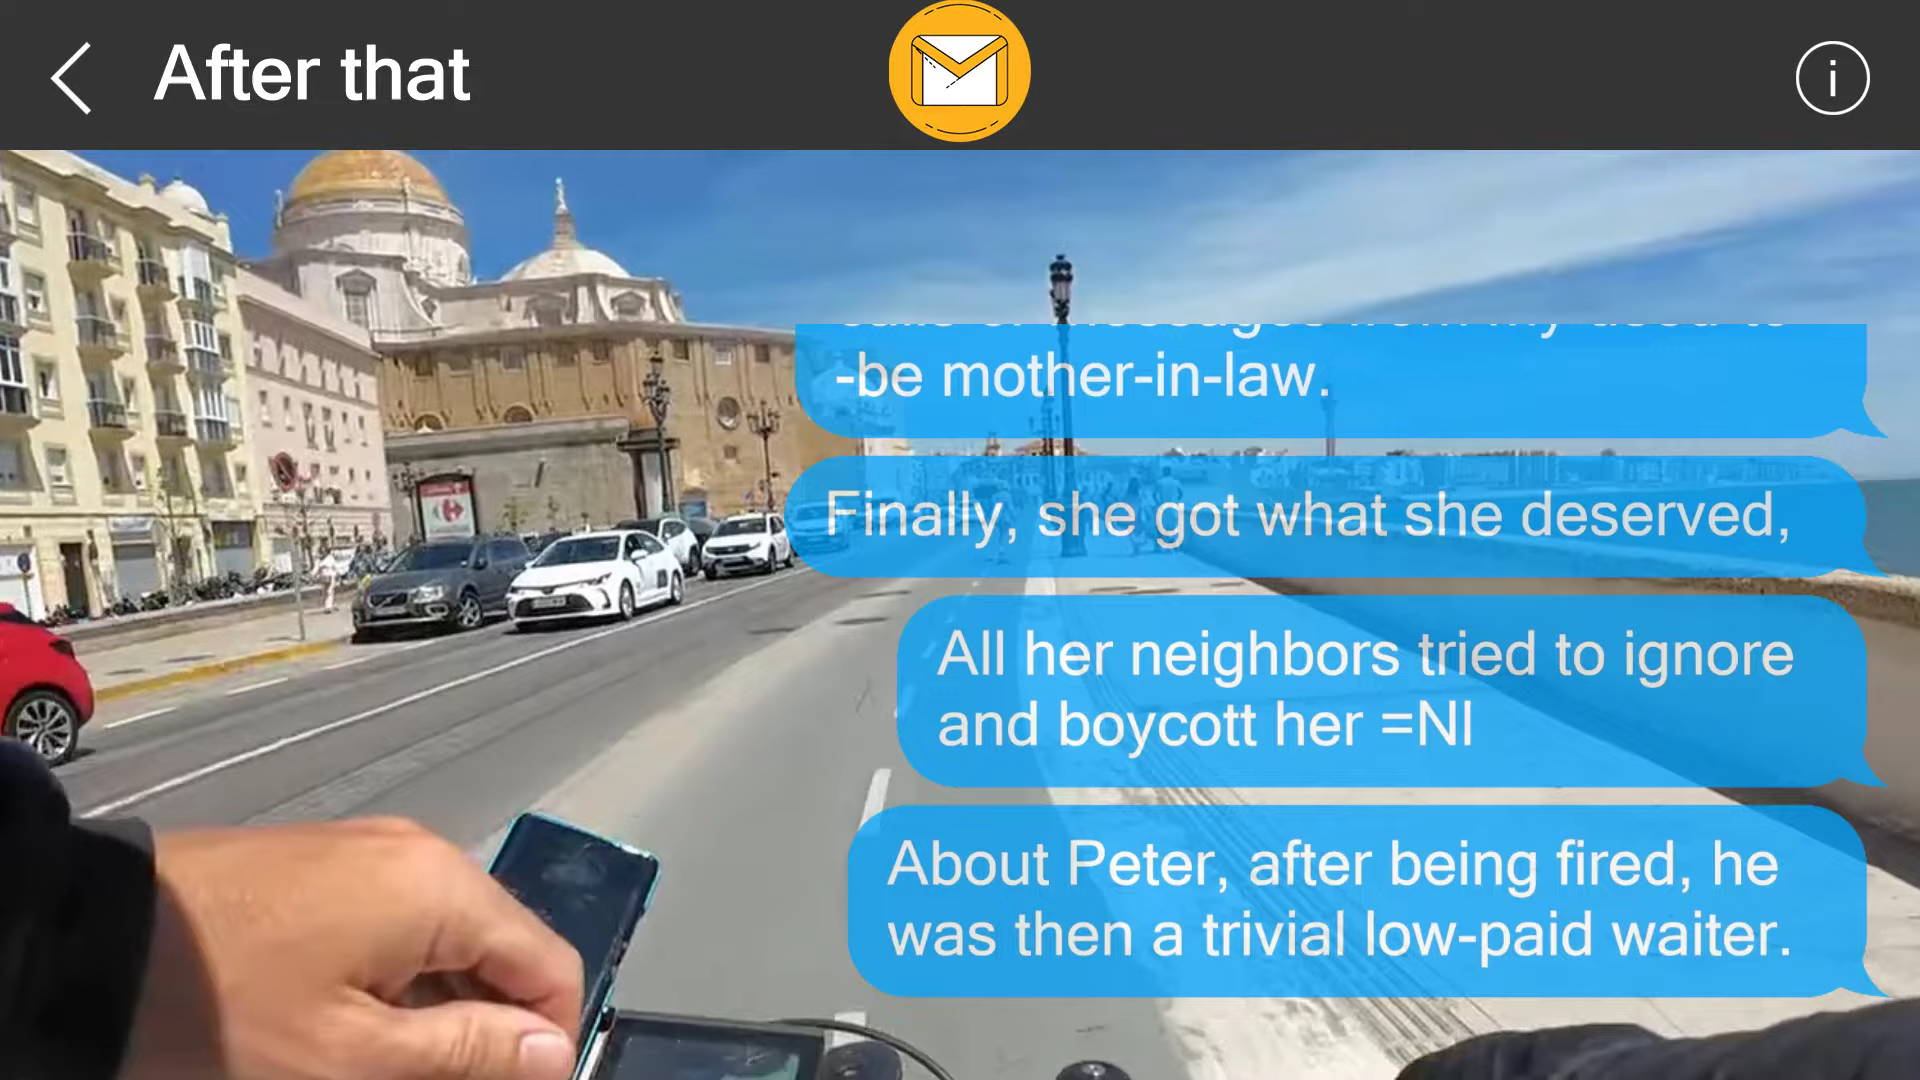 After that
-be mother-in-law.
Finally, she got what she deserved,
All her neighbors tried to ignore
and boycott her =NI
About Peter, after being fired, he
was then a trivial low-paid waiter.